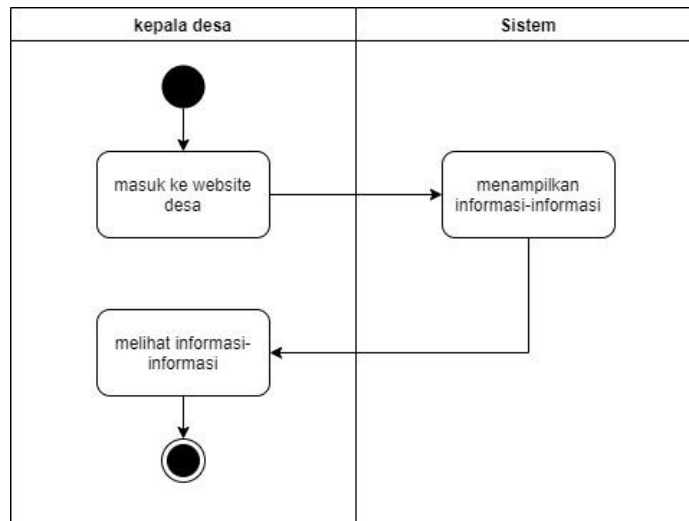 kepala desa
Sistem
masuk ke website
desa
menampilkan
informasi-informasi
melihat informasi-
informasi